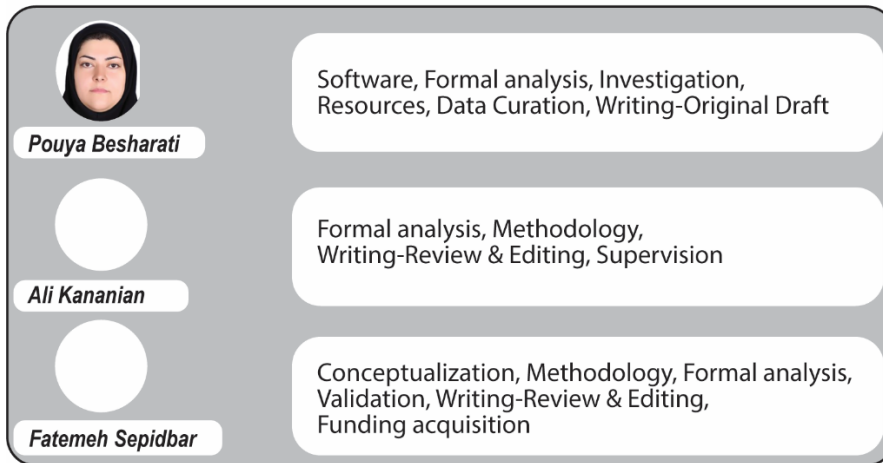 Software, Formal analysis, Investigation,
Resources, Data Curation, Writing-Original Draft
Pouya Besharati
Formal analysis, Methodology,
Writing-Review & Editing, Supervision
Ali Kananian
Conceptualization, Methodology, Formal analysis,
Validation, Writing-Review & Editing,
Funding acquisition
Fatemeh Sepidbar